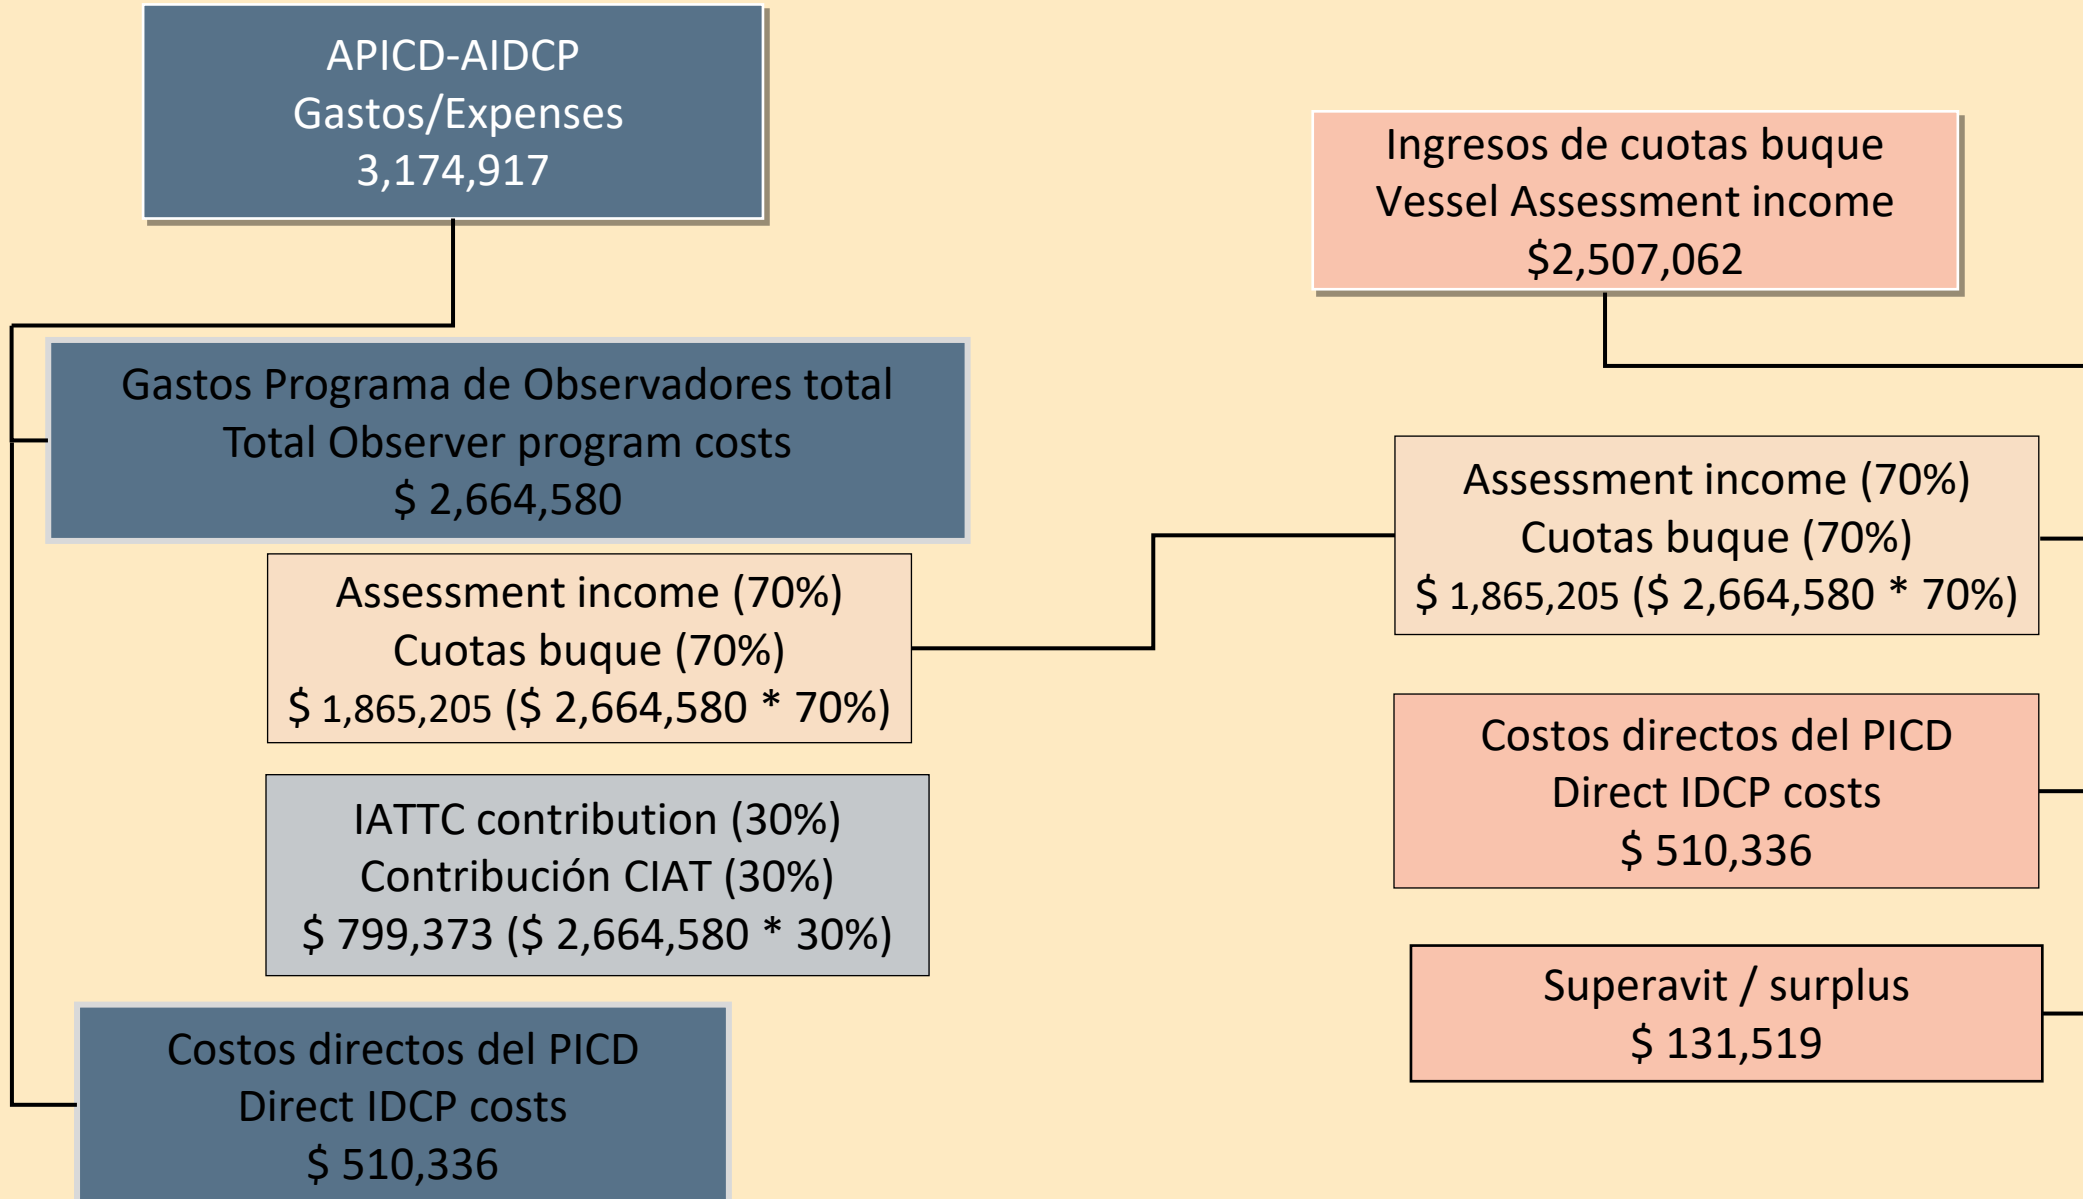 APICD-AIDCP
Gastos/Expenses
3,174,917
Gastos Programa de Observadores total
Total Observer program costs
$ 2,664,580
Assessment income (70%)
Cuotas buque (70%)
$ 1,865,205 ($ 2,664,580 * 70%)
IATTC contribution (30%)
Contribución CIAT (30%)
$ 799,373 ($ 2,664,580 * 30%)
Costos directos del PICD
Direct IDCP costs
$ 510,336
Ingresos de cuotas buque
Vessel Assessment income
$2,507,062
Assessment income (70%)
Cuotas buque (70%)
$ 1,865,205 ($ 2,664,580 * 70%)
Costos directos del PICD
Direct IDCP costs
$ 510,336
Superavit / surplus
$ 131,519